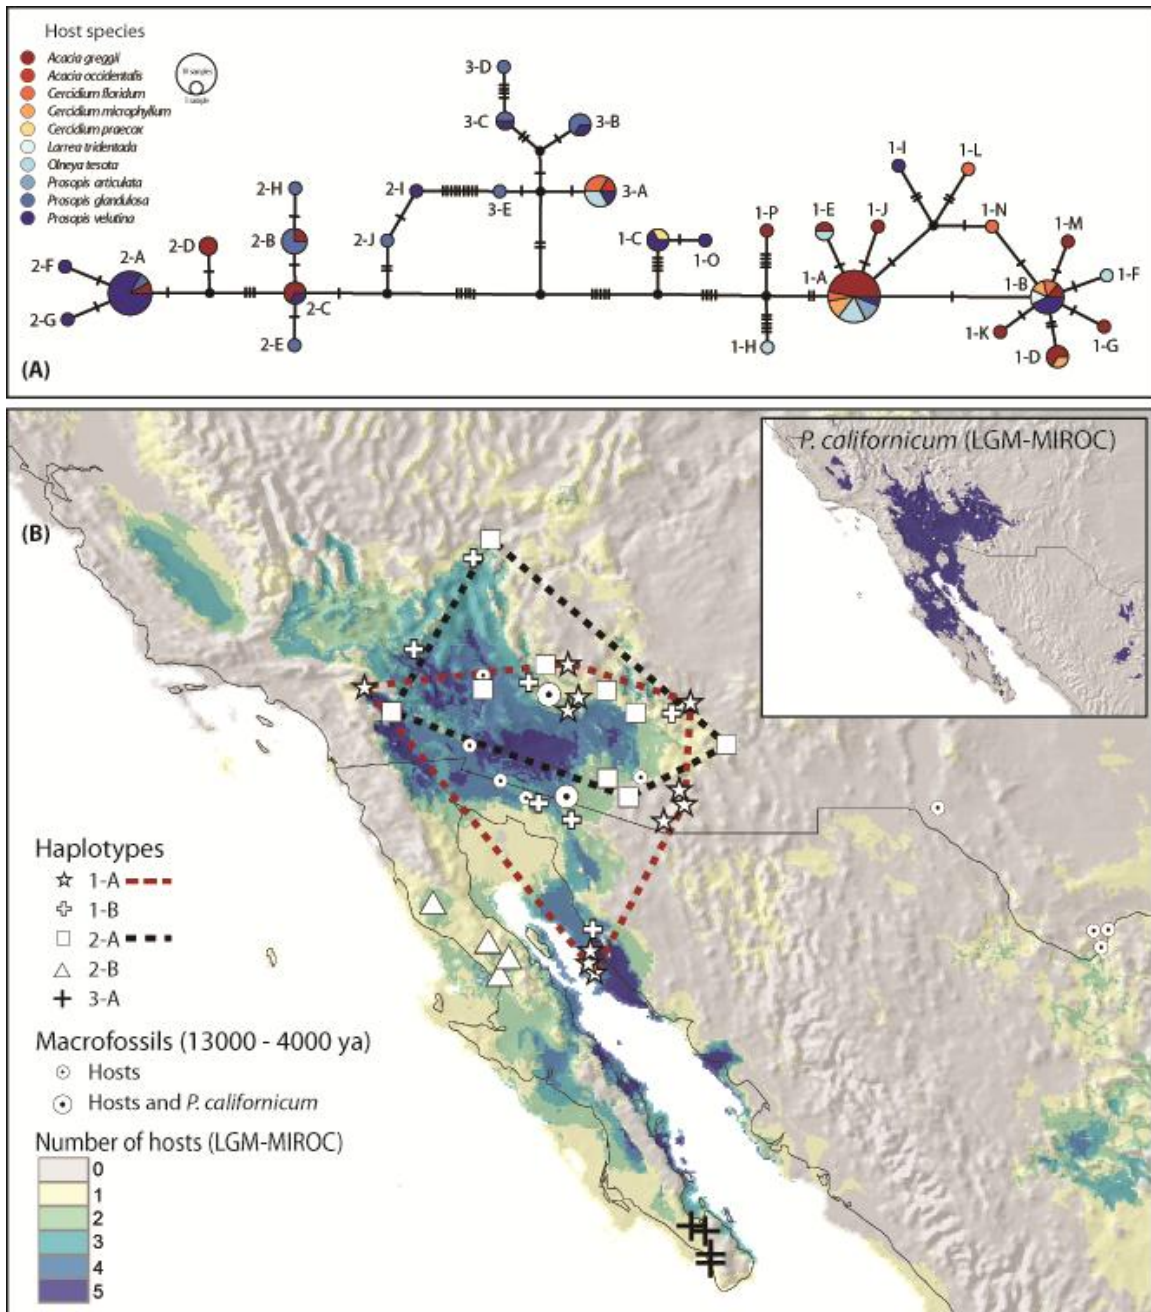 Host species
Acacia greggii
Acacia occidentalis
Cercidium floridum
Cercidium microphyllum
Cercidium praecox
Larrea tridentada
Olneya tesota
Prosopis articulata
Prosopis glandulosa
Prosopis velutina
1 sample
3-D
3-C
3-B
3-A
3-E
2-I
2-J
2-H
2-B
2-C
2-E
2-D
2-A
2-F
2-G
1-C
1-O
1-P
1-H
1-E
1-J
1-A
1-I
1-L
1-N
1-M
1-F
1-B
1-K
1-D
1-G
(A)
P. californicum (LGM-MIROC)
(B)
Haplotypes
1-A
1-B
2-A
2-B
3-A
Macrofossils (13000 - 4000 ya)
Hosts
Hosts and P. californicum
Number of hosts (LGM-MIROC)
0
1
2
3
4
5